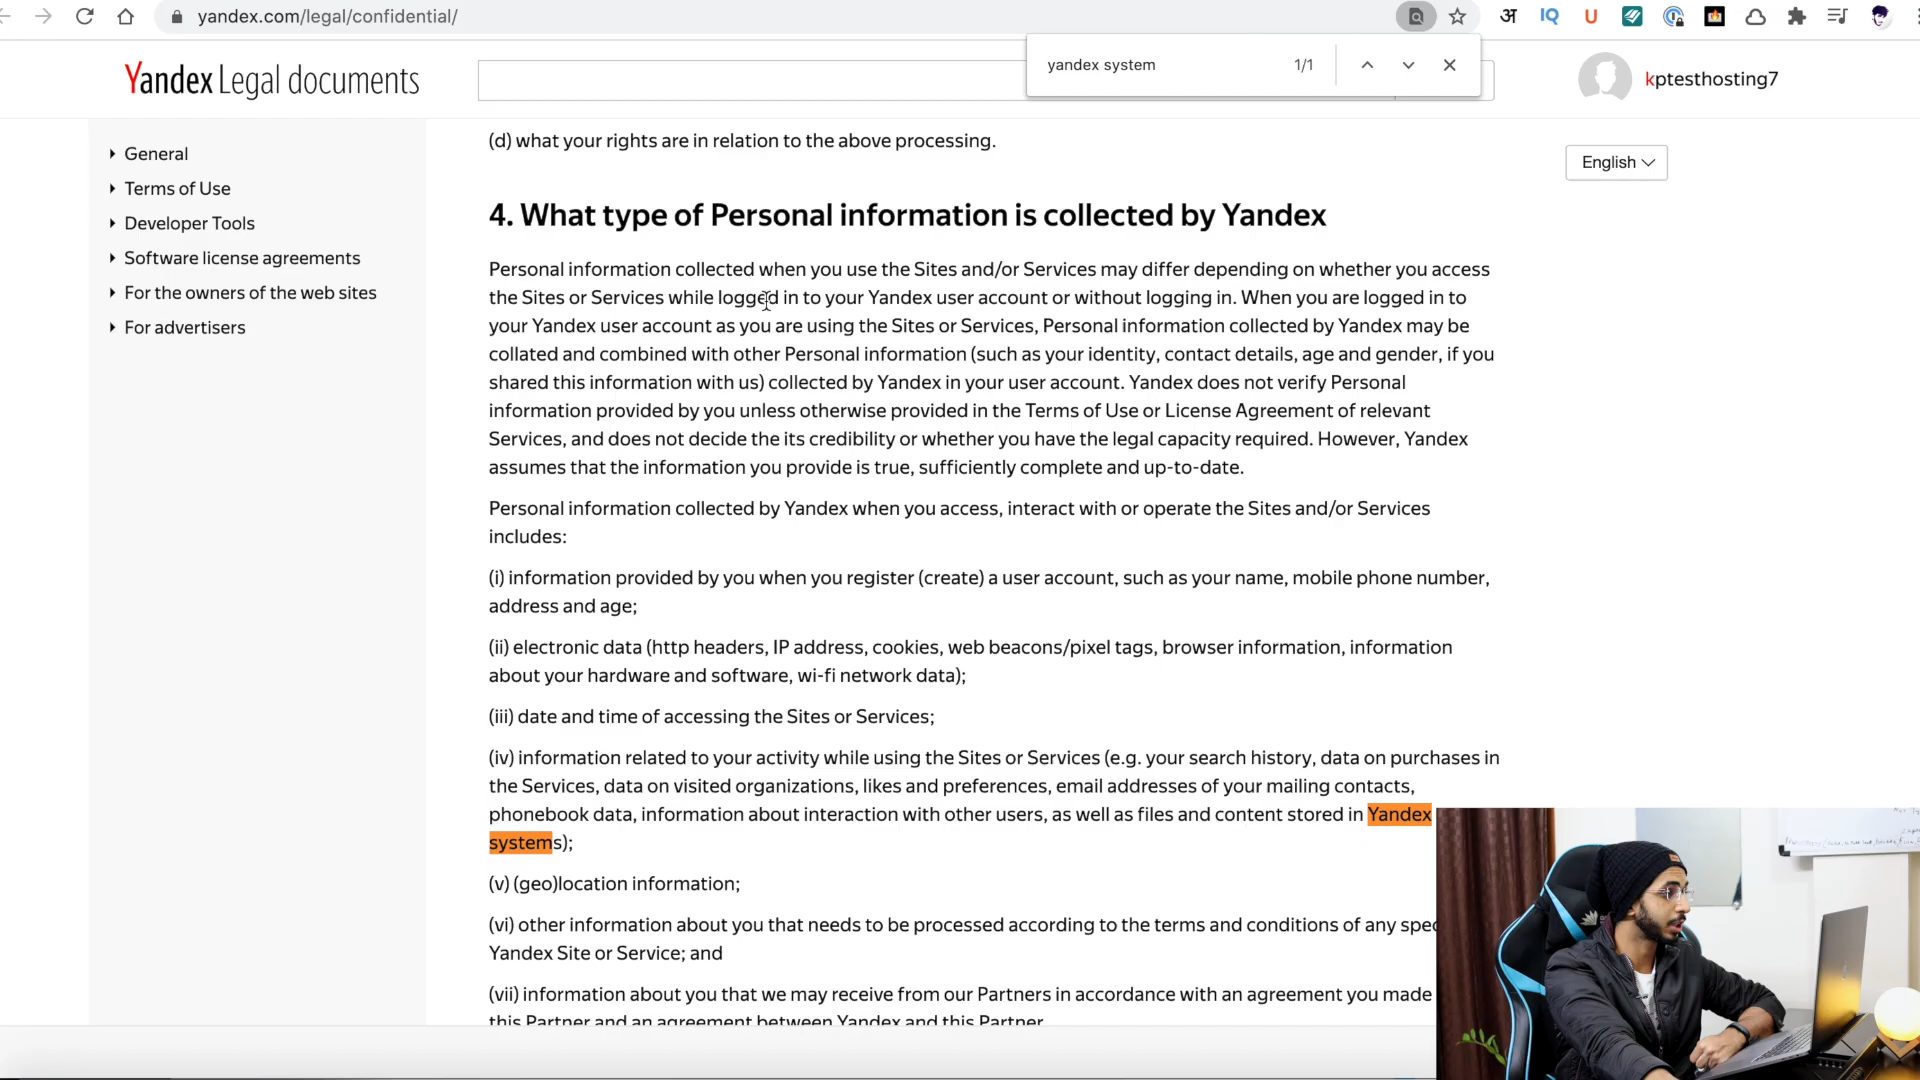 yandex.com/legal/confidential/
अ
IQ
U
yandex system 1/1
Yandex Legal documents
kptesthosting7
English
General
Terms of Use
Developer Tools
Software license agreements
For the owners of the web sites
For advertisers
(d) what your rights are in relation to the above processing.
4. What type of Personal information is collected by Yandex
Personal information collected when you use the Sites and/or Services may differ depending on whether you access
the Sites or Services while logged in to your Yandex user account or without logging in. When you are logged in to
your Yandex user account as you are using the Sites or Services, Personal information collected by Yandex may be
collated and combined with other Personal information (such as your identity, contact details, age and gender, if you
shared this information with us) collected by Yandex in your user account. Yandex does not verify Personal
information provided by you unless otherwise provided in the Terms of Use or License Agreement of relevant
Services, and does not decide the its credibility or whether you have the legal capacity required. However, Yandex
assumes that the information you provide is true, sufficiently complete and up-to-date.
Personal information collected by Yandex when you access, interact with or operate the Sites and/or Services
includes:
(i) information provided by you when you register (create) a user account, such as your name, mobile phone number,
address and age;
(ii) electronic data (http headers, IP address, cookies, web beacons/pixel tags, browser information, information
about your hardware and software, wi-fi network data);
(iii) date and time of accessing the Sites or Services;
(iv) information related to your activity while using the Sites or Services (e.g. your search history, data on purchases in
the Services, data on visited organizations, likes and preferences, email addresses of your mailing contacts,
phonebook data, information about interaction with other users, as well as files and content stored in Yandex
systems);
(v) (geo)location information;
(vi) other information about you that needs to be processed according to the terms and conditions of any spec
Yandex Site or Service; and
(vii) information about you that we may receive from our Partners in accordance with an agreement you made
this Partner and an agreement between Yandex and this Partner